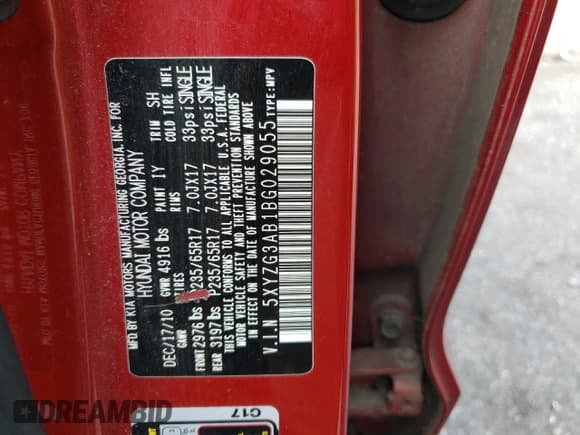 MFD. BY KIA MOTORS MANUFACTURING GEORGIA, INC. FOR
HYUNDAI MOTOR COMPANY
DEC/17/10 GVWR 4916 lbs PAINT IY TRIM SH
GAWR TIRES RIMS COLD TIRE INFL
FRONT 2976 lbs P235/65R17 7.0JX17 33psi SINGLE
REAR 3197 lbs P235/65R17 7.0JX17 33psi SINGLE
THIS VEHICLE CONFORMS TO ALL APPLICABLE U.S.A. FEDERAL
MOTOR VEHICLE SAFETY AND THEFT PREVENTION STANDARDS
IN EFFECT ON THE DATE OF MANUFACTURE SHOWN ABOVE
V.I.N 5XYZG3AB1BG029055 TYPE:MPV
C17
DREAMBID